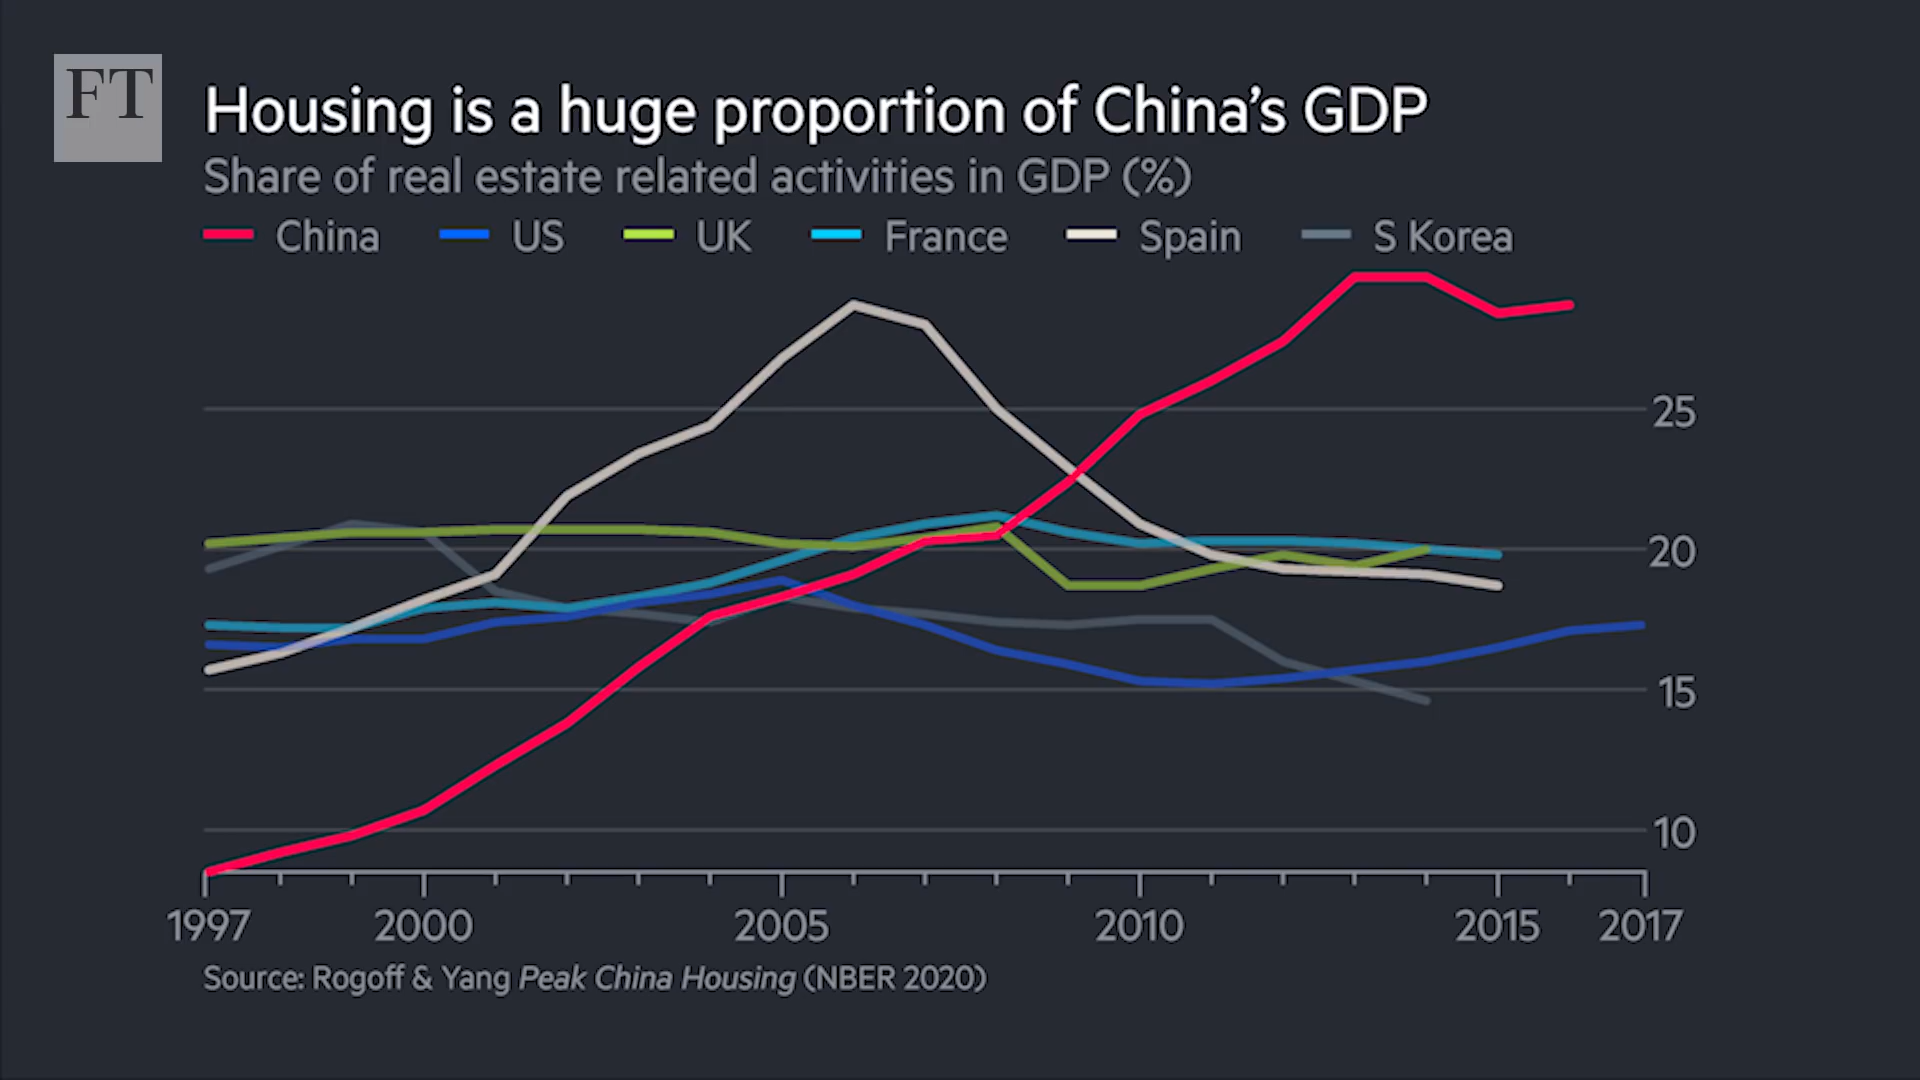 FT
Housing is a huge proportion of China’s GDP
Share of real estate related activities in GDP (%)
China US UK France Spain S Korea
25
20
15
10
1997 2000 2005 2010 2015 2017
Source: Rogoff & Yang Peak China Housing (NBER 2020)